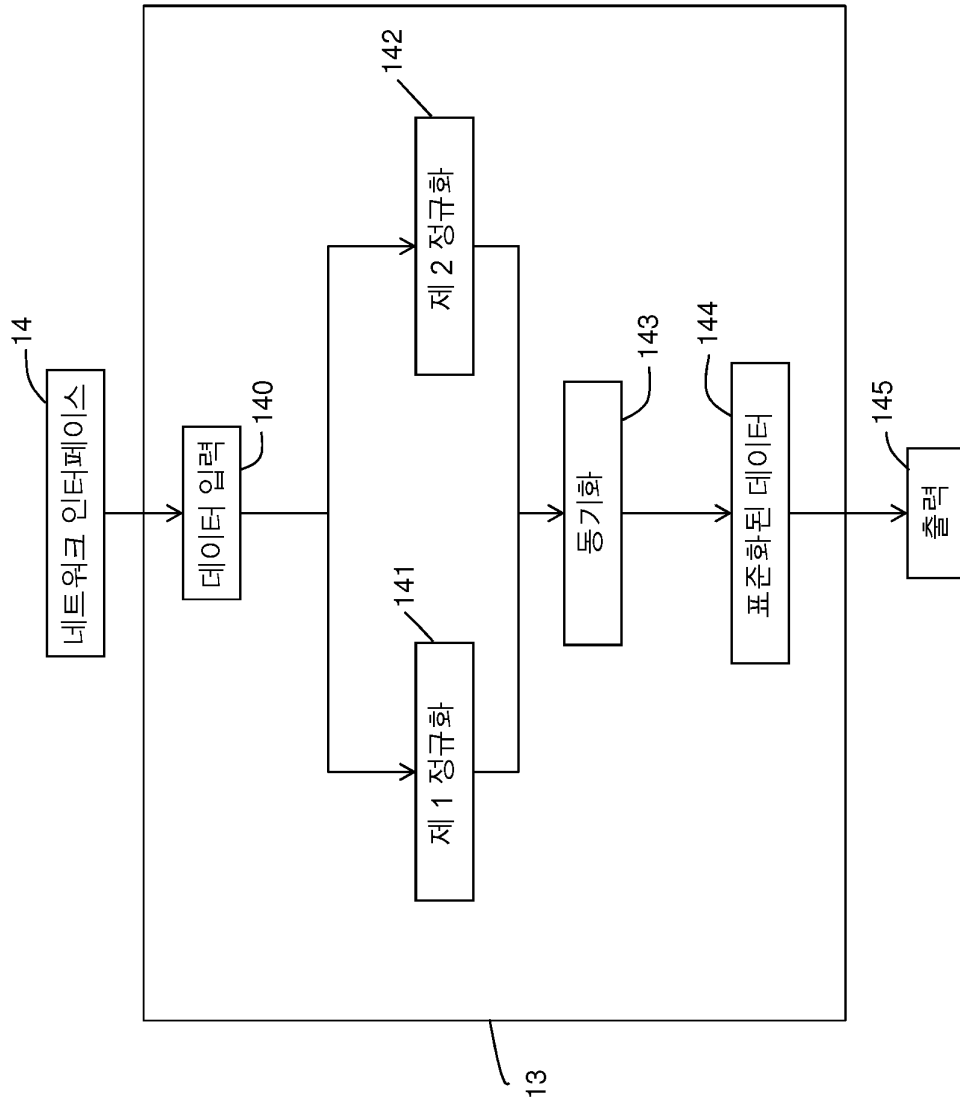 네트워크 인터페이스
14
데이터 입력
140
제 1 정규화
141
제 2 정규화
142
동기화
143
표준화된 데이터
144
출력
145
13